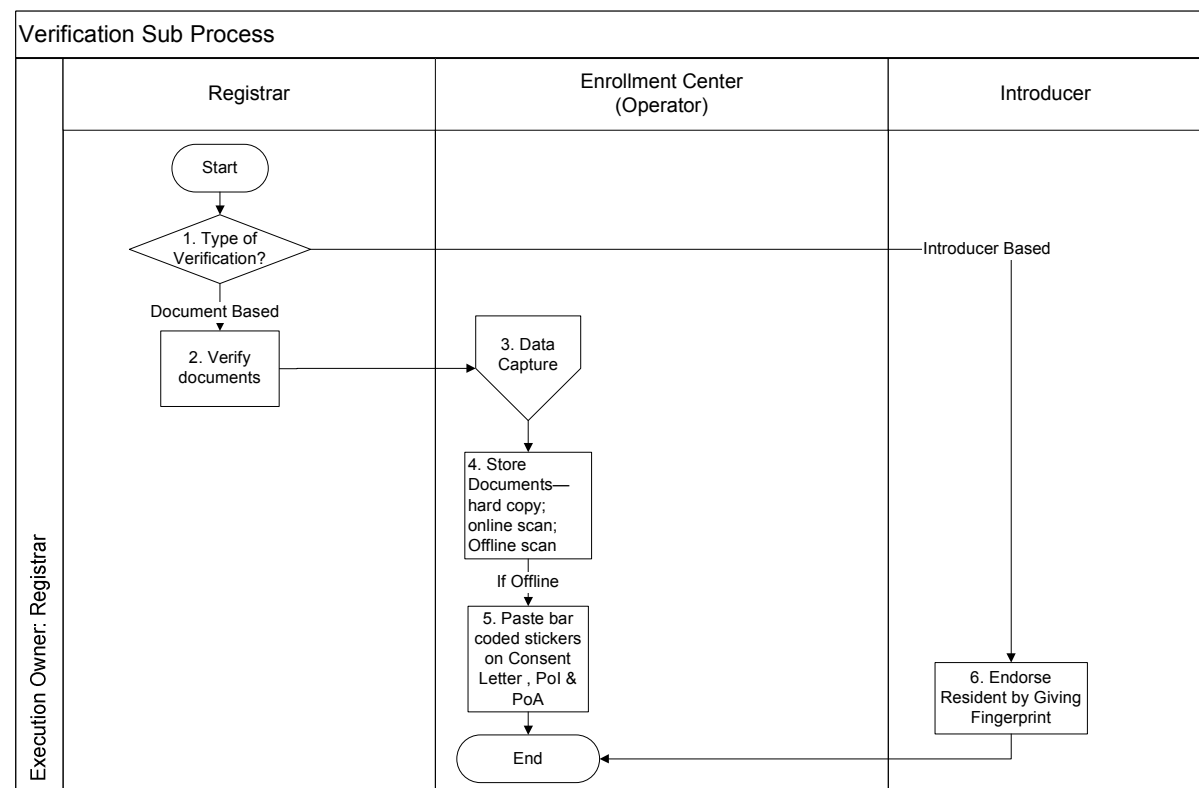 Verification Sub Process
Registrar
Enrollment Center
(Operator)
Introducer
Execution Owner: Registrar
Start
1. Type of
Verification?
Introducer Based
Document Based
2. Verify
documents
3. Data
Capture
4. Store
Documents—
hard copy;
online scan;
Offline scan
If Offline
5. Paste bar
coded stickers
on Consent
Letter , PoI &
PoA
6. Endorse
Resident by Giving
Fingerprint
End